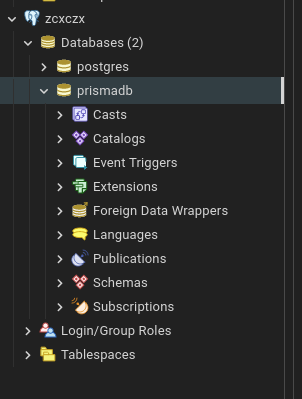 zcxczx
Databases (2)
postgres
prismadb
Casts
Catalogs
Event Triggers
Extensions
Foreign Data Wrappers
Languages
Publications
Schemas
Subscriptions
Login/Group Roles
Tablespaces